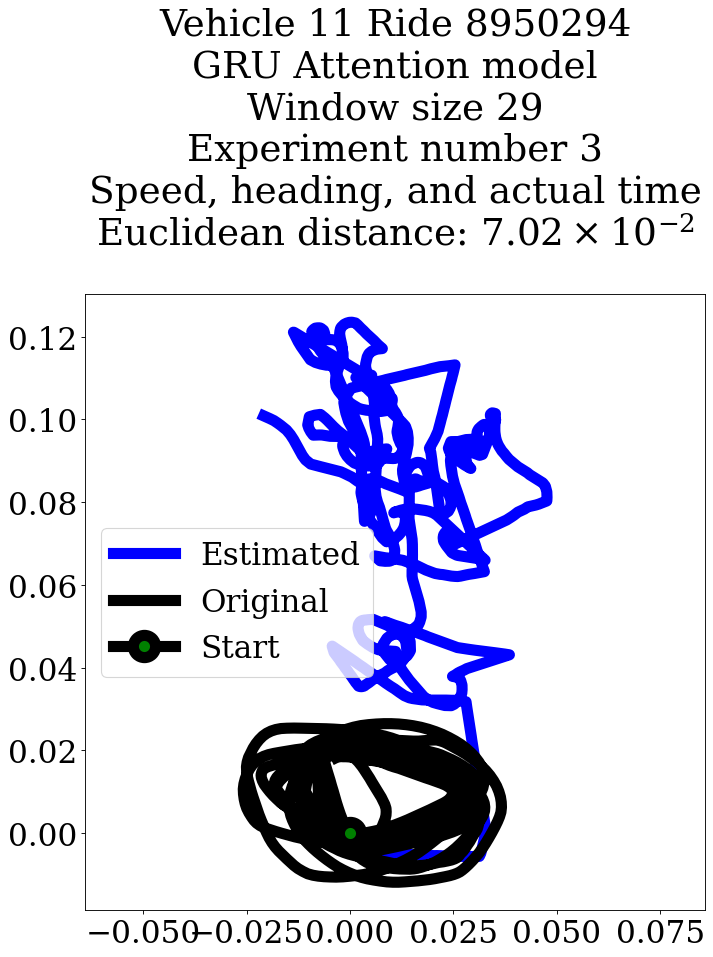 Vehicle 11 Ride 8950294
GRU Attention model
Window size 29
Experiment number 3
Speed, heading, and actual time
Euclidean distance: 7.02 × 10⁻²
0.12
0.10
0.08
0.06
0.04
0.02
0.00
Estimated
Original
Start
−0.050 −0.025 0.000 0.025 0.050 0.075